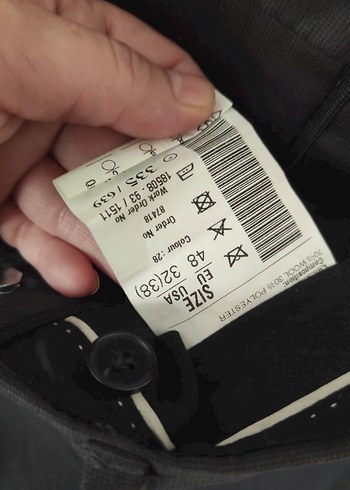 Composition:
70% WOOL 30% POLYESTER
SIZE
EU USA
48 32(38)
Colour :28
Order No
87418
Work Order No
18508 - 93 / 1511
335 / 639